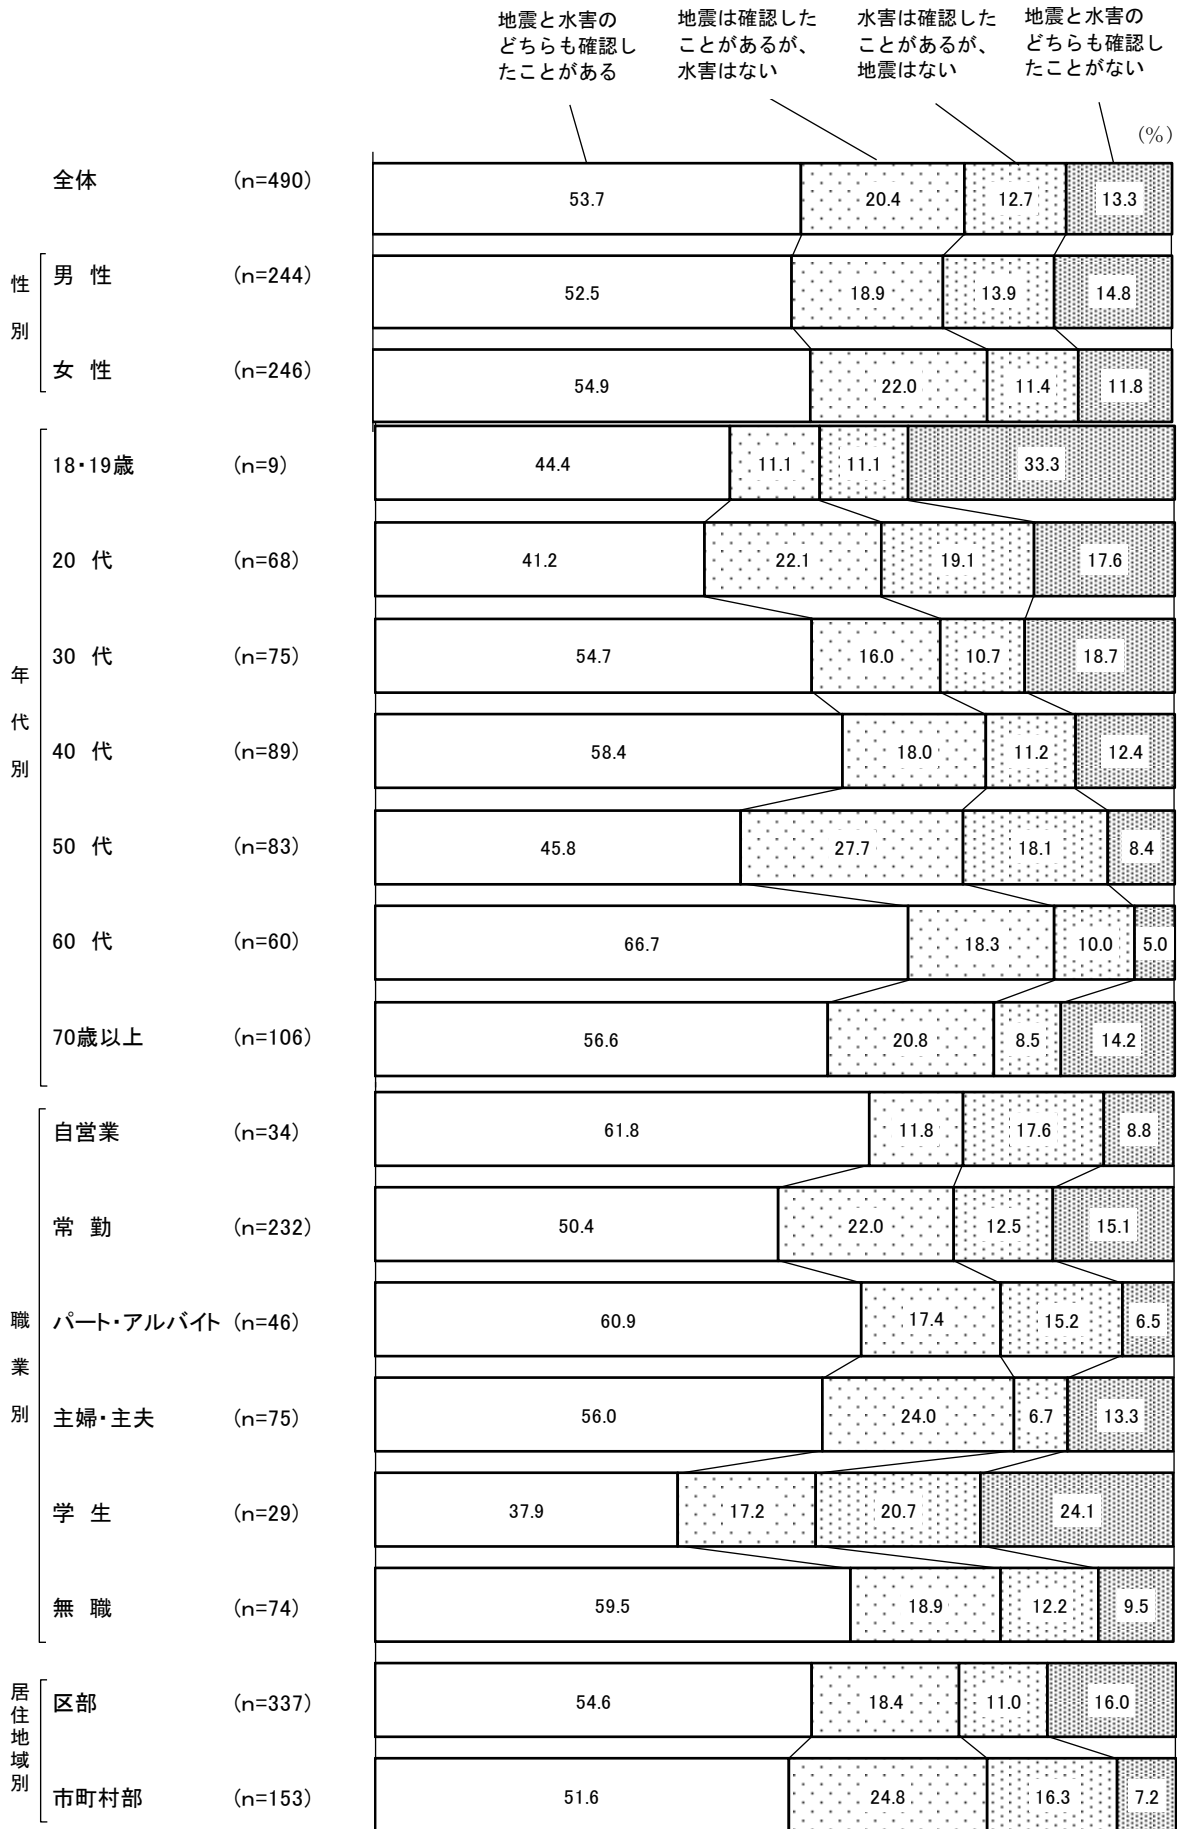 地震と水害の
どちらも確認し
たことがある
地震は確認した
ことがあるが、
水害はない
水害は確認した
ことがあるが、
地震はない
地震と水害の
どちらも確認し
たことがない
(%)
全体 (n=490) 53.7 20.4 12.7 13.3
性別
男 性 (n=244) 52.5 18.9 13.9 14.8
女 性 (n=246) 54.9 22.0 11.4 11.8
年代別
18・19歳 (n=9) 44.4 11.1 11.1 33.3
20 代 (n=68) 41.2 22.1 19.1 17.6
30 代 (n=75) 54.7 16.0 10.7 18.7
40 代 (n=89) 58.4 18.0 11.2 12.4
50 代 (n=83) 45.8 27.7 18.1 8.4
60 代 (n=60) 66.7 18.3 10.0 5.0
70歳以上 (n=106) 56.6 20.8 8.5 14.2
職業別
自営業 (n=34) 61.8 11.8 17.6 8.8
常 勤 (n=232) 50.4 22.0 12.5 15.1
パート・アルバイト (n=46) 60.9 17.4 15.2 6.5
主婦・主夫 (n=75) 56.0 24.0 6.7 13.3
学 生 (n=29) 37.9 17.2 20.7 24.1
無 職 (n=74) 59.5 18.9 12.2 9.5
居住地域別
区部 (n=337) 54.6 18.4 11.0 16.0
市町村部 (n=153) 51.6 24.8 16.3 7.2